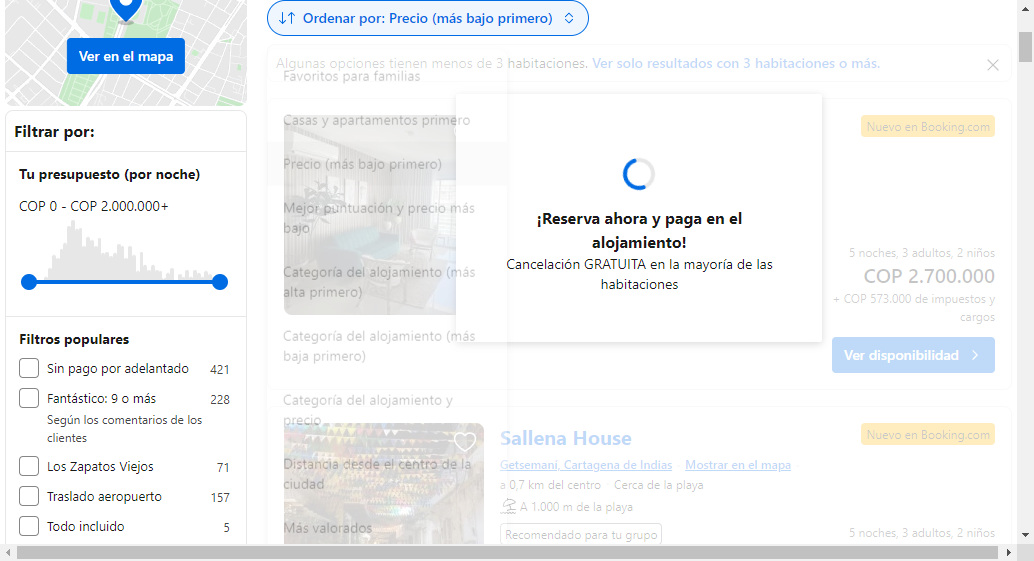 Ver en el mapa
Filtrar por:
Tu presupuesto (por noche)
COP 0 - COP 2.000.000+
Filtros populares
Sin pago por adelantado 421
Fantástico: 9 o más 228
Según los comentarios de los
clientes
Los Zapatos Viejos 71
Traslado aeropuerto 157
Todo incluido 5
Ordenar por: Precio (más bajo primero)
Algunas opciones tienen menos de 3 habitaciones. Ver solo resultados con 3 habitaciones o más.
Favoritos para familias
Casas y apartamentos primero
Precio (más bajo primero)
Mejor puntuación y precio más
bajo
Categoría del alojamiento (más
alta primero)
Categoría del alojamiento (más
baja primero)
Categoría del alojamiento y
precio
Distancia desde el centro de la
ciudad
Más valorados
¡Reserva ahora y paga en el
alojamiento!
Cancelación GRATUITA en la mayoría de las
habitaciones
Nuevo en Booking.com
5 noches, 3 adultos, 2 niños
COP 2.700.000
+ COP 573.000 de impuestos y
cargos
Ver disponibilidad
Sallena House
Nuevo en Booking.com
Getsemaní, Cartagena de Indias Mostrar en el mapa
a 0,7 km del centro · Cerca de la playa
A 1.000 m de la playa
Recomendado para tu grupo
5 noches, 3 adultos, 2 niños